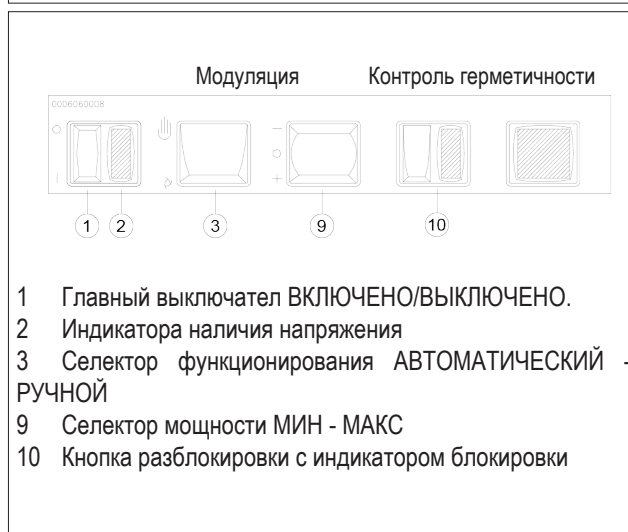 Модуляция Контроль герметичности
0006060008
1 2 3 9 10
1 Главный выключател ВКЛЮЧЕНО/ВЫКЛЮЧЕНО.
2 Индикатора наличия напряжения
3 Селектор функционирования АВТОМАТИЧЕСКИЙ -
РУЧНОЙ
9 Селектор мощности МИН - МАКС
10 Кнопка разблокировки с индикатором блокировки